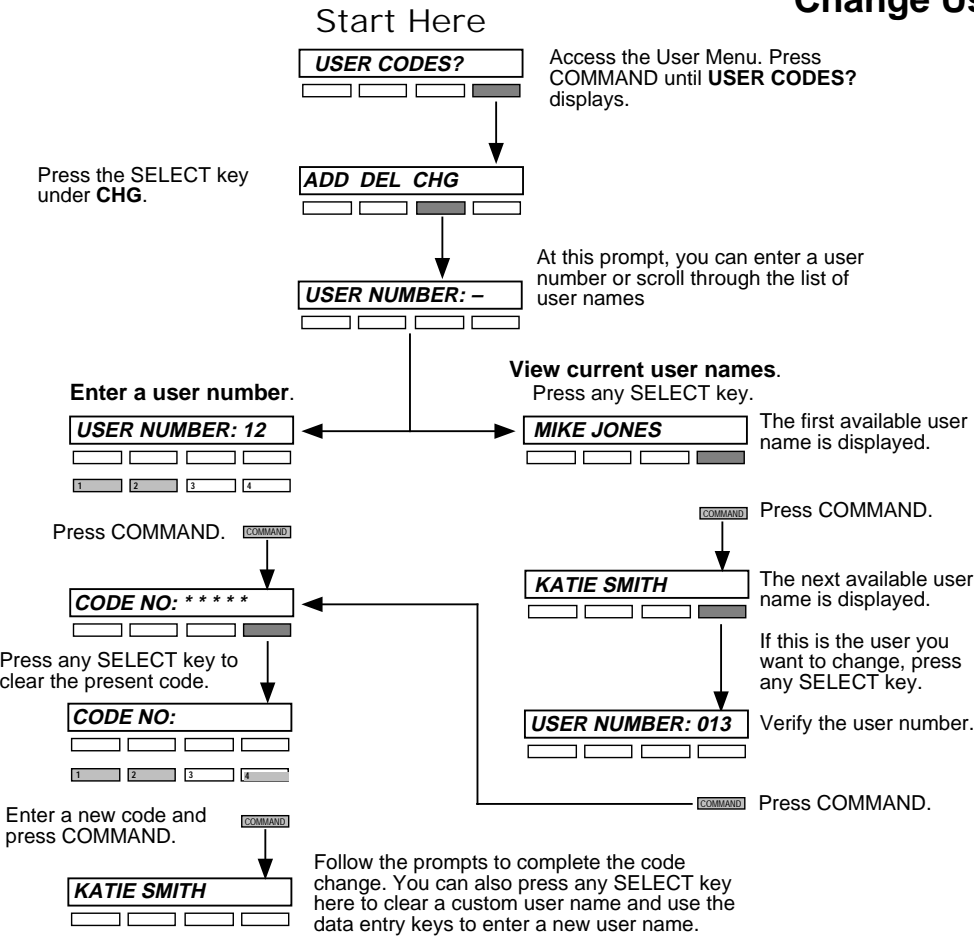 Change Us
Start Here
USER CODES?
Access the User Menu. Press
COMMAND until USER CODES?
displays.
Press the SELECT key
under CHG.
ADD DEL CHG
At this prompt, you can enter a user
number or scroll through the list of
user names
USER NUMBER: –
Enter a user number.
USER NUMBER: 12
1 2 3 4
Press COMMAND. COMMAND
CODE NO: * * * * *
Press any SELECT key to
clear the present code.
CODE NO:
1 2 3 4
Enter a new code and
press COMMAND.
COMMAND
KATIE SMITH
Follow the prompts to complete the code
change. You can also press any SELECT key
here to clear a custom user name and use the
data entry keys to enter a new user name.
View current user names.
Press any SELECT key.
MIKE JONES
The first available user
name is displayed.
COMMAND Press COMMAND.
KATIE SMITH
The next available user
name is displayed.
If this is the user you
want to change, press
any SELECT key.
USER NUMBER: 013 Verify the user number.
COMMAND Press COMMAND.